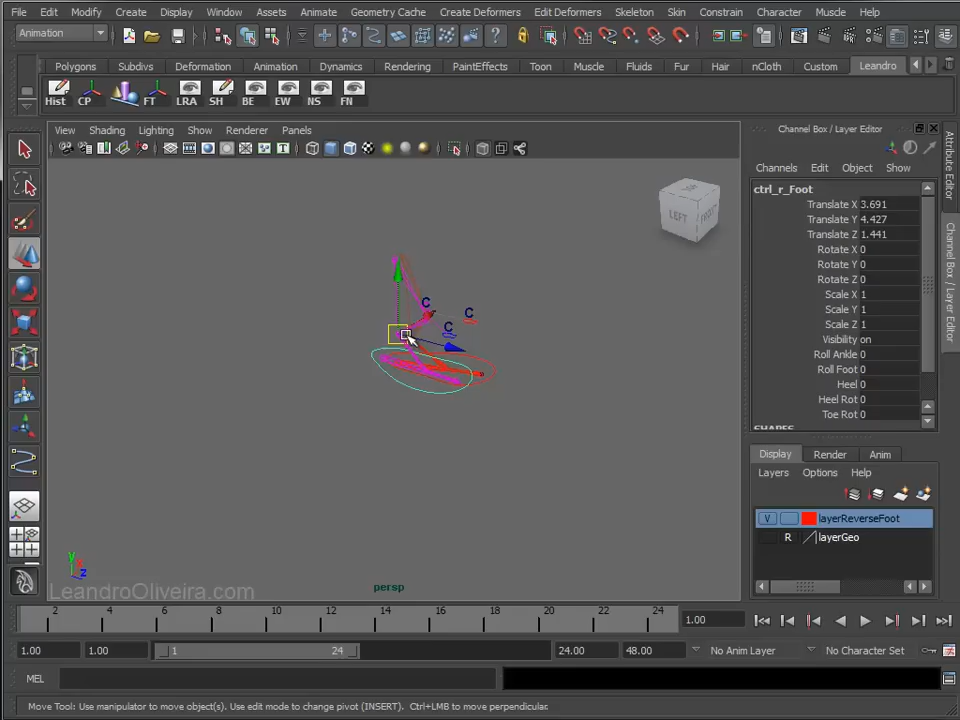 File Edit Modify Create Display Window Assets Animate Geometry Cache Create Deformers Edit Deformers Skeleton Skin Constrain Character Muscle Help
Animation
Polygons Subdivs Deformation Animation Dynamics Rendering PaintEffects Toon Muscle Fluids Fur Hair nCloth Custom Leandro
Hist CP FT LRA SH BE EW NS FN
View Shading Lighting Show Renderer Panels
Channel Box / Layer Editor
Channels Edit Object Show
ctrl_r_Foot
Translate X 3.691
Translate Y 4.427
Translate Z 1.441
Rotate X 0
Rotate Y 0
Rotate Z 0
Scale X 1
Scale Y 1
Scale Z 1
Visibility on
Roll Ankle 0
Roll Foot 0
Heel 0
Heel Rot 0
Toe Rot 0
SHAPES
Attribute Editor
Channel Box / Layer Editor
LEFT FRONT
C
C
C
Display Render Anim
Layers Options Help
V layerReverseFoot
R layerGeo
y
z
LeandroOliveira.com
persp
2 4 6 8 10 12 14 16 18 20 22 24
1.00
1.00 1.00 1 24 24.00 48.00 No Anim Layer No Character Set
MEL
Move Tool: Use manipulator to move object(s). Use edit mode to change pivot (INSERT). Ctrl+LMB to move perpendicular.